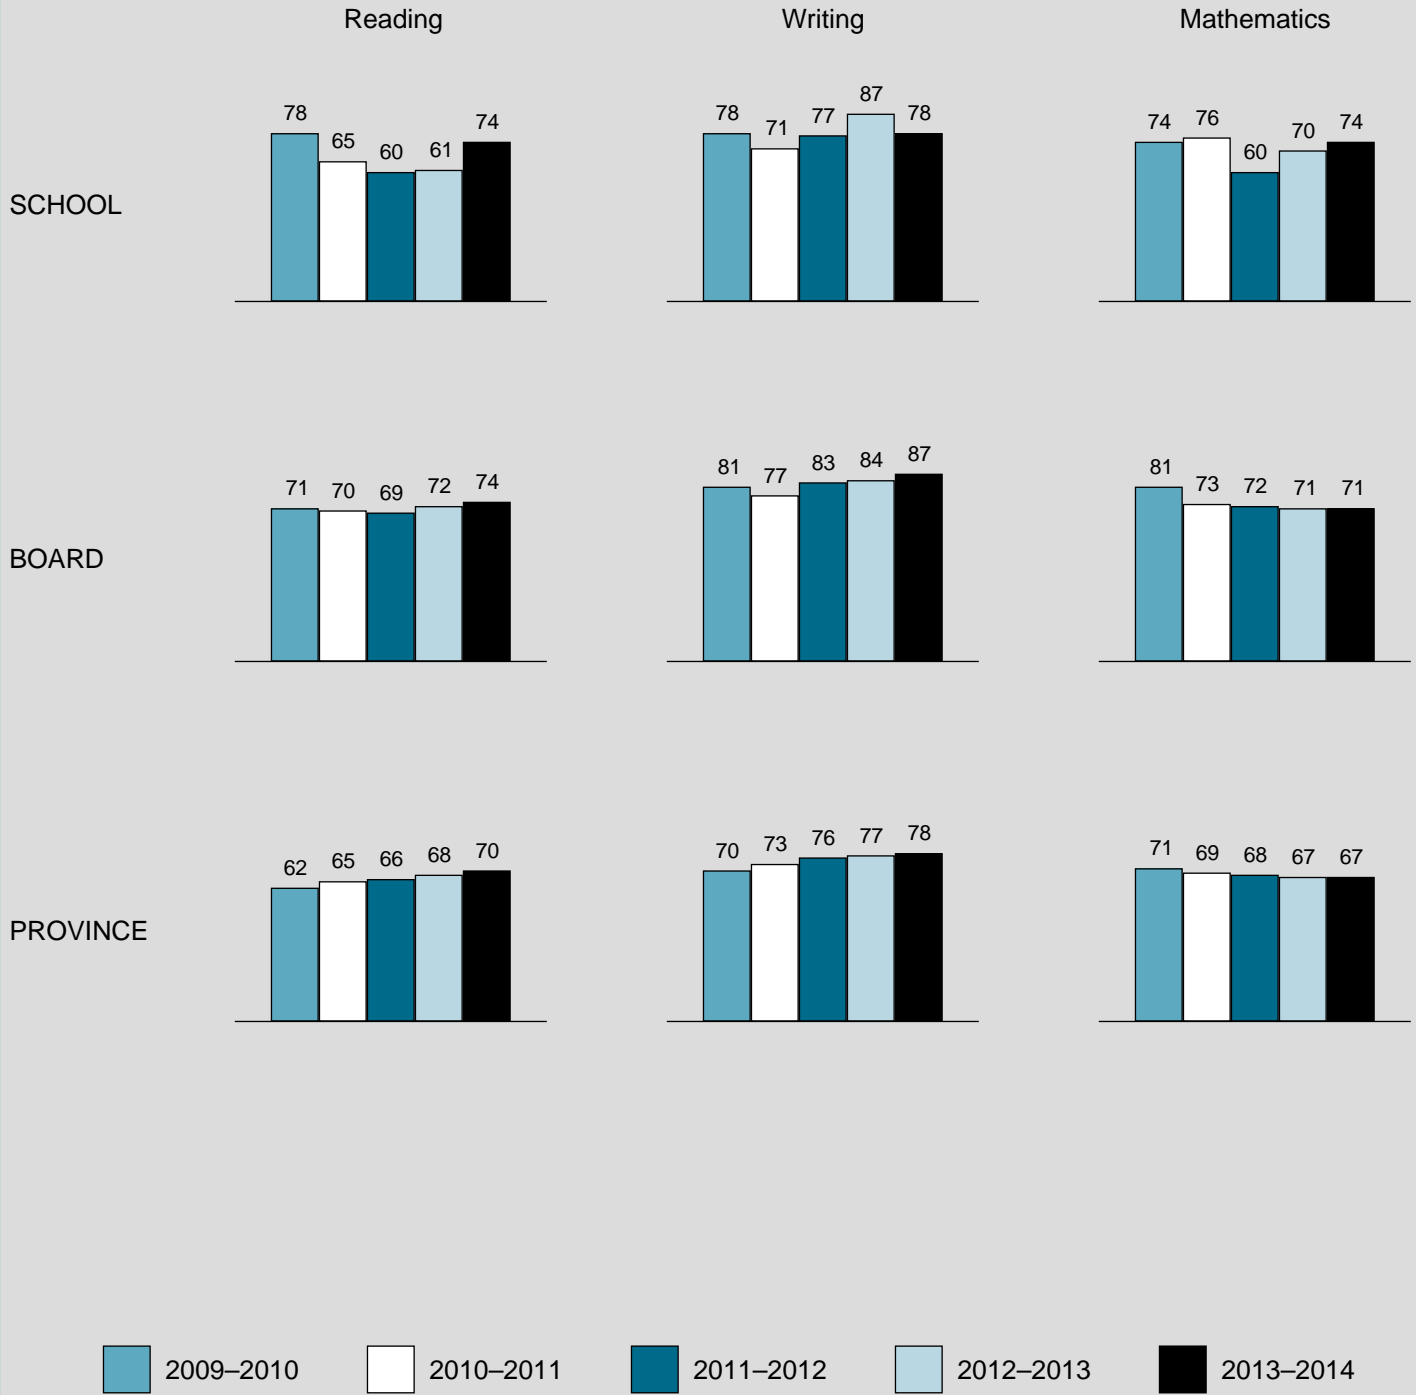 Reading Writing Mathematics
SCHOOL
78 65 60 61 74
78 71 77 87 78
74 76 60 70 74
BOARD
71 70 69 72 74
81 77 83 84 87
81 73 72 71 71
PROVINCE
62 65 66 68 70
70 73 76 77 78
71 69 68 67 67
2009–2010 2010–2011 2011–2012 2012–2013 2013–2014